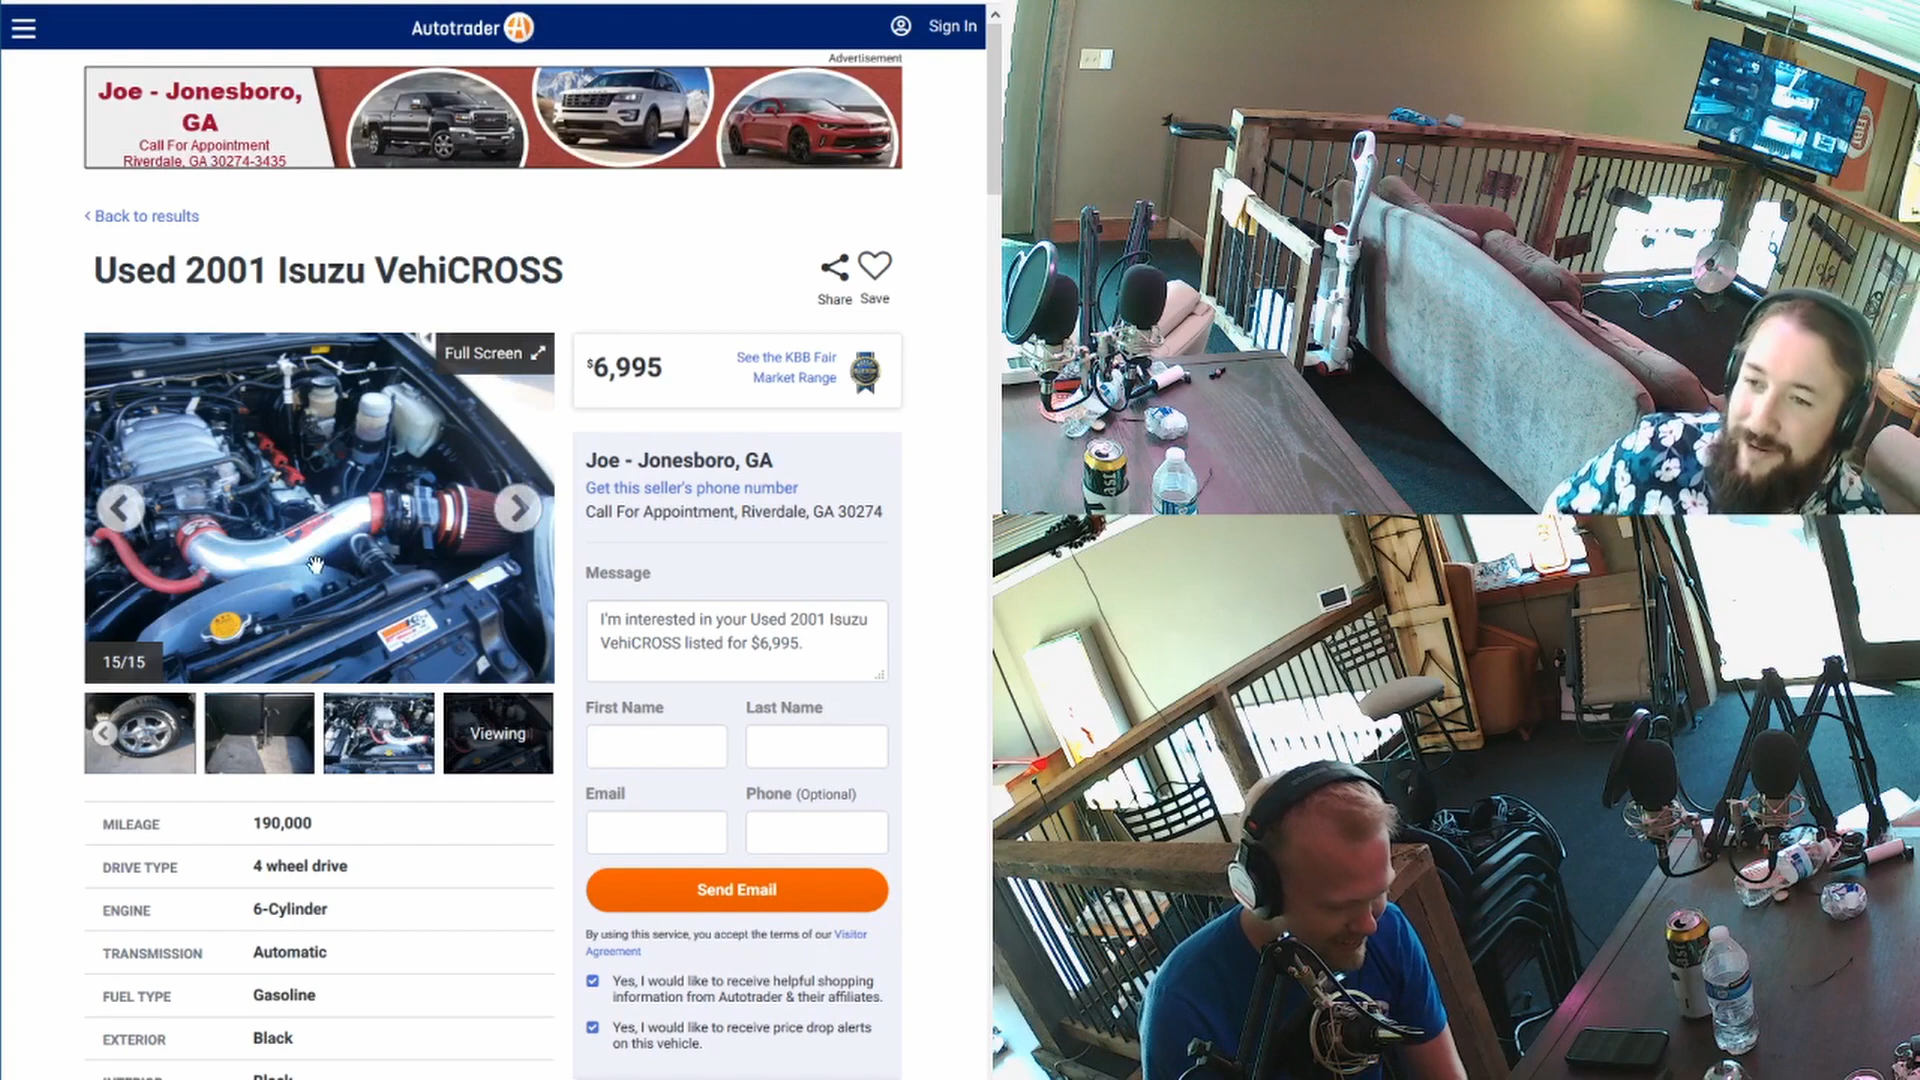 Autotrader
Sign In
Advertisement
Joe - Jonesboro,
GA
Call For Appointment
Riverdale, GA 30274-3435
Back to results
Used 2001 Isuzu VehiCROSS
Share Save
Full Screen
15/15
Viewing
$6,995
See the KBB Fair
Market Range
Joe - Jonesboro, GA
Get this seller's phone number
Call For Appointment, Riverdale, GA 30274
Message
I'm interested in your Used 2001 Isuzu
VehiCROSS listed for $6,995.
First Name Last Name
Email Phone (Optional)
Send Email
By using this service, you accept the terms of our Visitor
Agreement
Yes, I would like to receive helpful shopping
information from Autotrader & their affiliates.
Yes, I would like to receive price drop alerts
on this vehicle.
MILEAGE 190,000
DRIVE TYPE 4 wheel drive
ENGINE 6-Cylinder
TRANSMISSION Automatic
FUEL TYPE Gasoline
EXTERIOR Black
INTERIOR Black